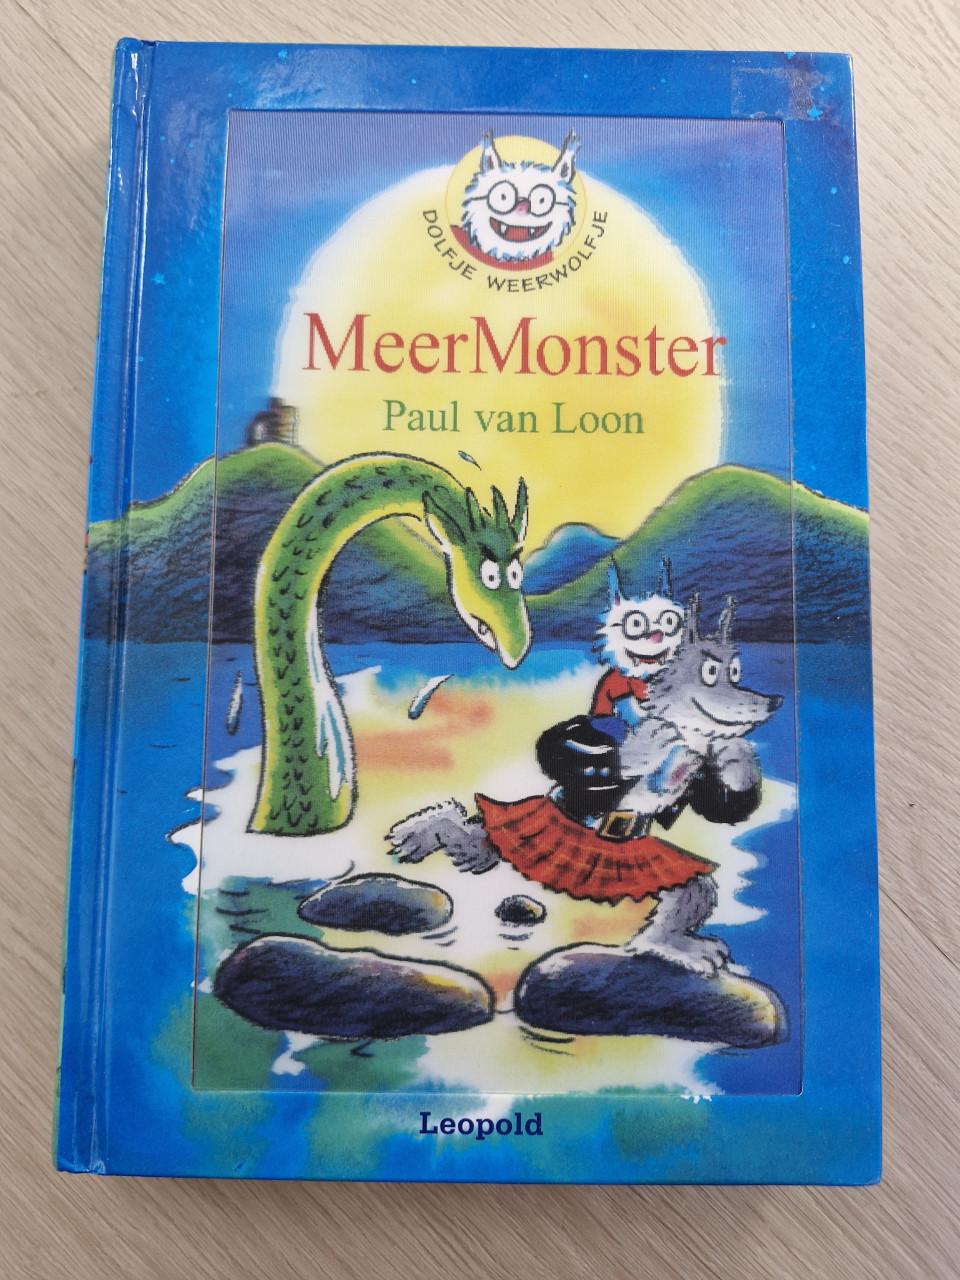 DOLFJE WEERWOLFJE
MeerMonster
Paul van Loon
Leopold